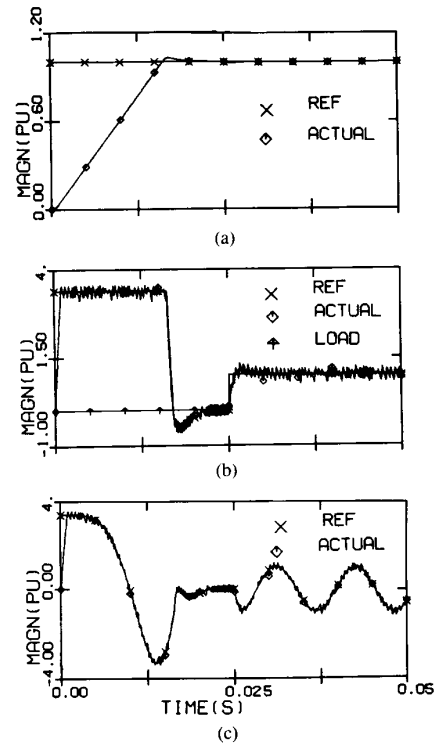 1.20
0.60
0.00
MAGN(PU)
REF
ACTUAL
(a)
4.
1.50
-1.00
MAGN(PU)
REF
ACTUAL
LOAD
(b)
4.
0.00
-4.00
MAGN(PU)
REF
ACTUAL
0.00 0.025 0.05
TIME(S)
(c)